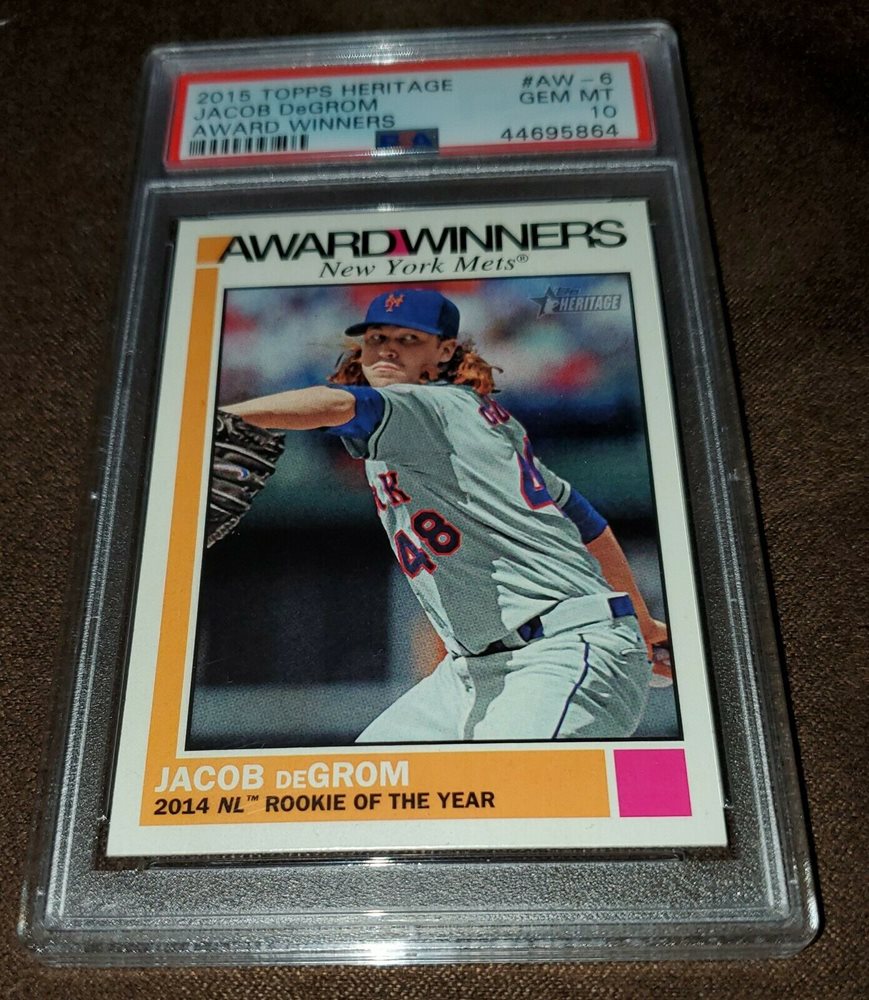 2015 TOPPS HERITAGE #AW-6
JACOB DeGROM GEM MT
AWARD WINNERS 10
44695864
AWARD WINNERS
New York Mets®
HERITAGE
48
JACOB DEGROM
2014 NL™ ROOKIE OF THE YEAR